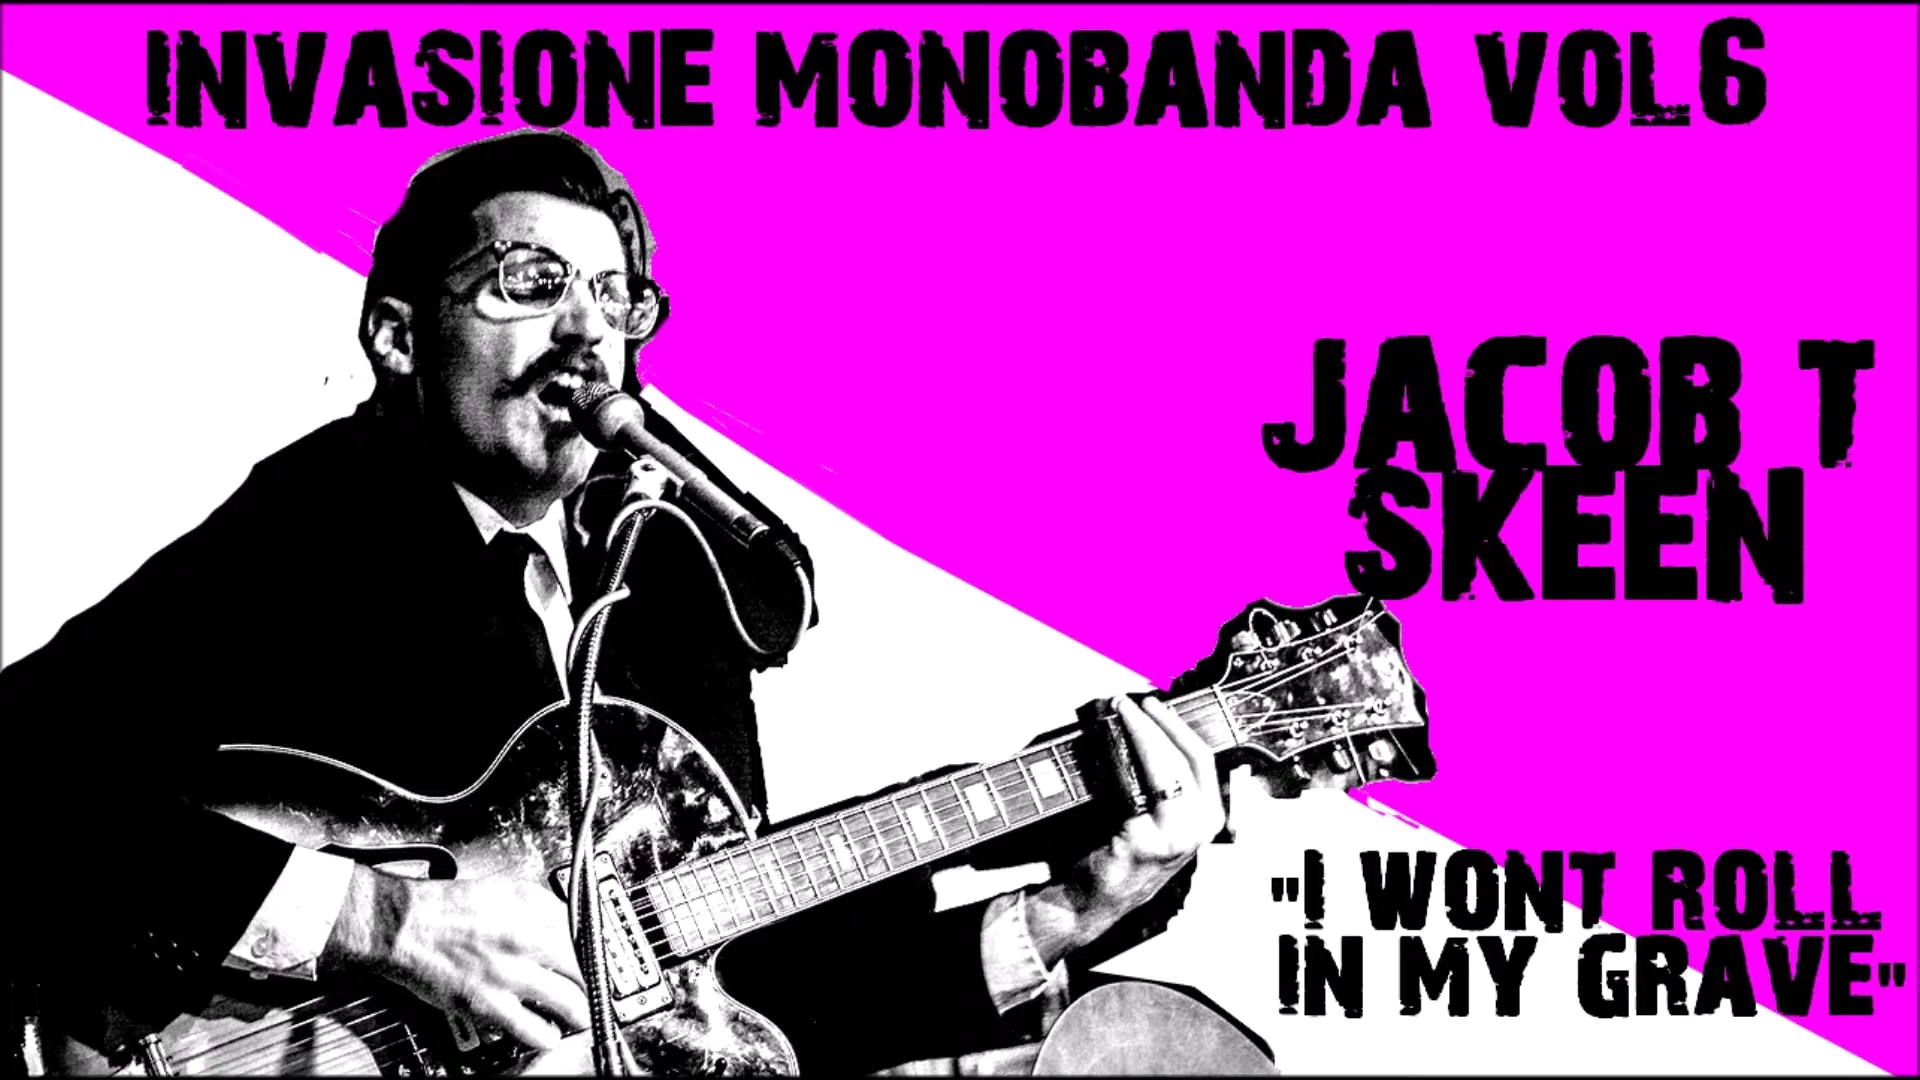 INVASIONE MONOBANDA VOL6
JACOB T
SKEEN
"I WONT ROLL
IN MY GRAVE"